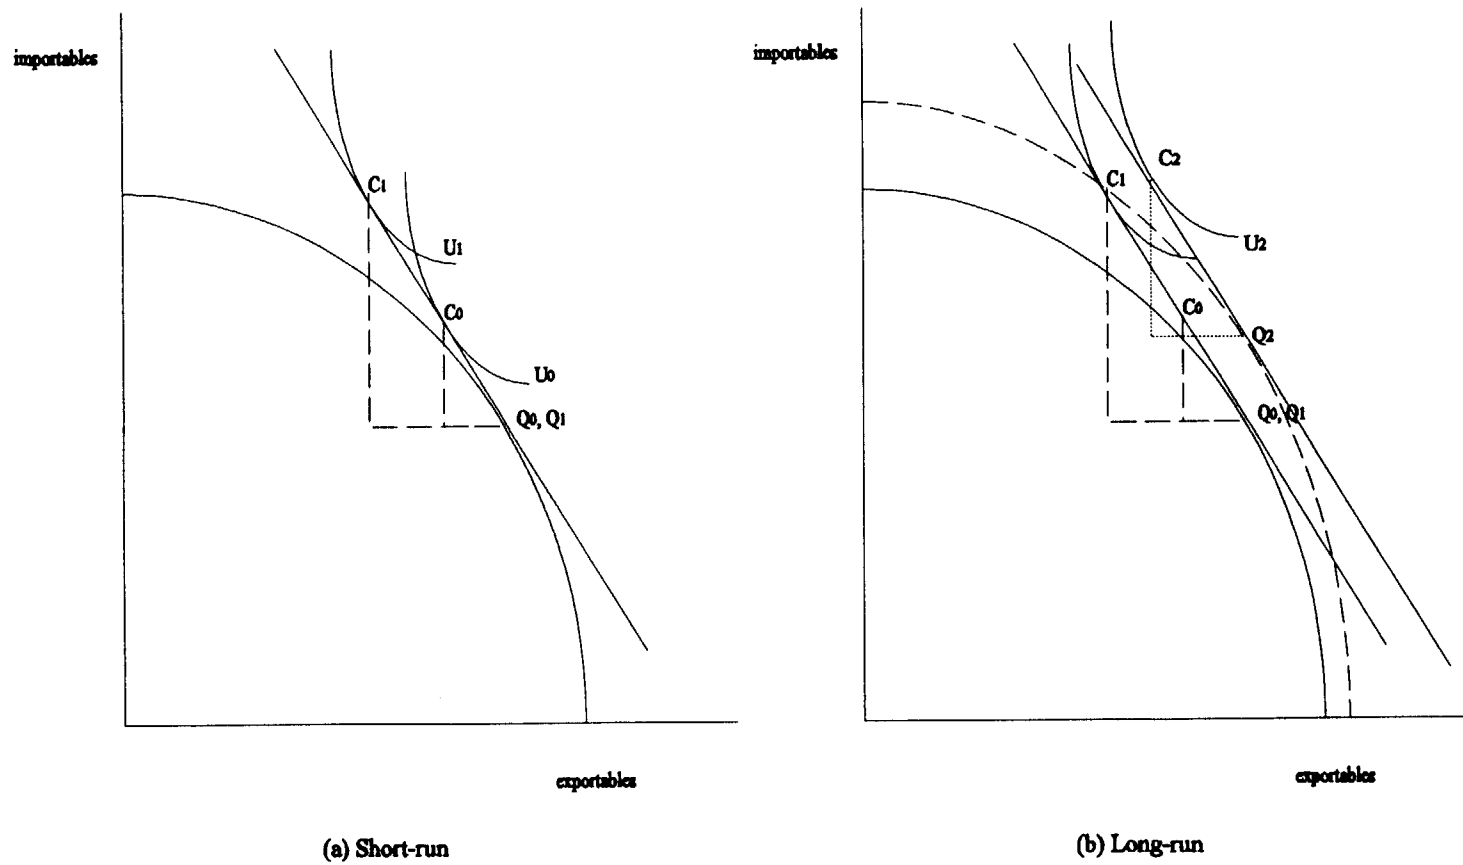 importables
C1
U1
C0
U0
Q0, Q1
exportables
(a) Short-run
importables
C2
C1
U2
C0
Q2
Q0, Q1
exportables
(b) Long-run